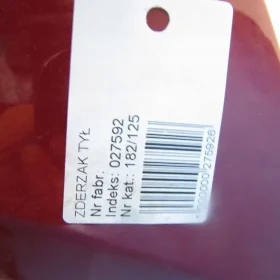 ZDERZAK TYŁ
Nr fabr.
Indeks: 027592
Nr kat.: 182/125